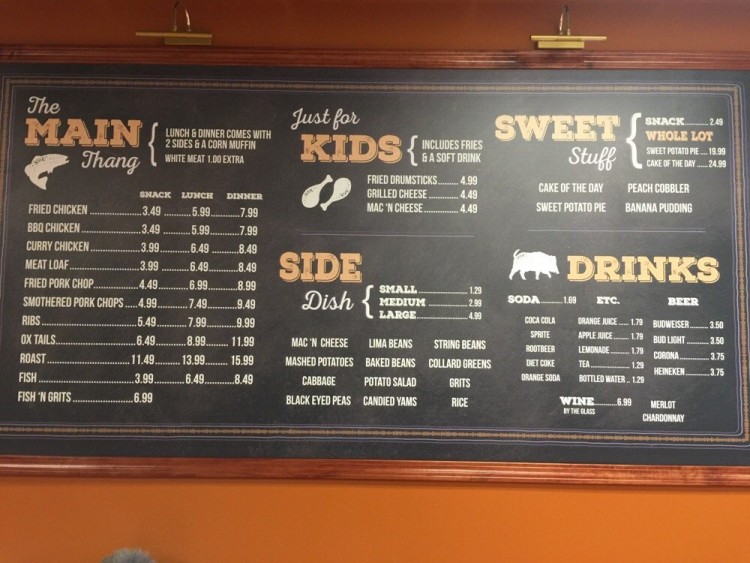 The
MAIN
Thang
LUNCH & DINNER COMES WITH
2 SIDES & A CORN MUFFIN
WHITE MEAT 1.00 EXTRA
SNACK LUNCH DINNER
FRIED CHICKEN 3.49 5.99 7.99
BBQ CHICKEN 3.49 5.99 7.99
CURRY CHICKEN 3.99 6.49 8.49
MEAT LOAF 3.99 6.49 8.49
FRIED PORK CHOP 4.49 6.99 8.99
SMOTHERED PORK CHOPS 4.99 7.49 9.49
RIBS 5.49 7.99 9.99
OX TAILS 6.49 8.99 11.99
ROAST 11.49 13.99 15.99
FISH 3.99 6.49 8.49
FISH 'N GRITS 6.99
Just for
KIDS
INCLUDES FRIES
& A SOFT DRINK
FRIED DRUMSTICKS 4.99
GRILLED CHEESE 4.49
MAC 'N CHEESE 4.49
SIDE
Dish
SMALL 1.29
MEDIUM 2.99
LARGE 4.99
MAC 'N CHEESE LIMA BEANS STRING BEANS
MASHED POTATOES BAKED BEANS COLLARD GREENS
CABBAGE POTATO SALAD GRITS
BLACK EYED PEAS CANDIED YAMS RICE
SWEET
Stuff
SNACK 2.49
WHOLE LOT
SWEET POTATO PIE 19.99
CAKE OF THE DAY 24.99
CAKE OF THE DAY PEACH COBBLER
SWEET POTATO PIE BANANA PUDDING
DRINKS
SODA 1.69
COCA COLA
SPRITE
ROOTBEER
DIET COKE
ORANGE SODA
ETC.
ORANGE JUICE 1.79
APPLE JUICE 1.79
LEMONADE 1.79
TEA 1.29
BOTTLED WATER 1.29
BEER
BUDWEISER 3.50
BUD LIGHT 3.50
CORONA 3.75
HEINEKEN 3.75
WINE 6.99
BY THE GLASS
MERLOT
CHARDONNAY